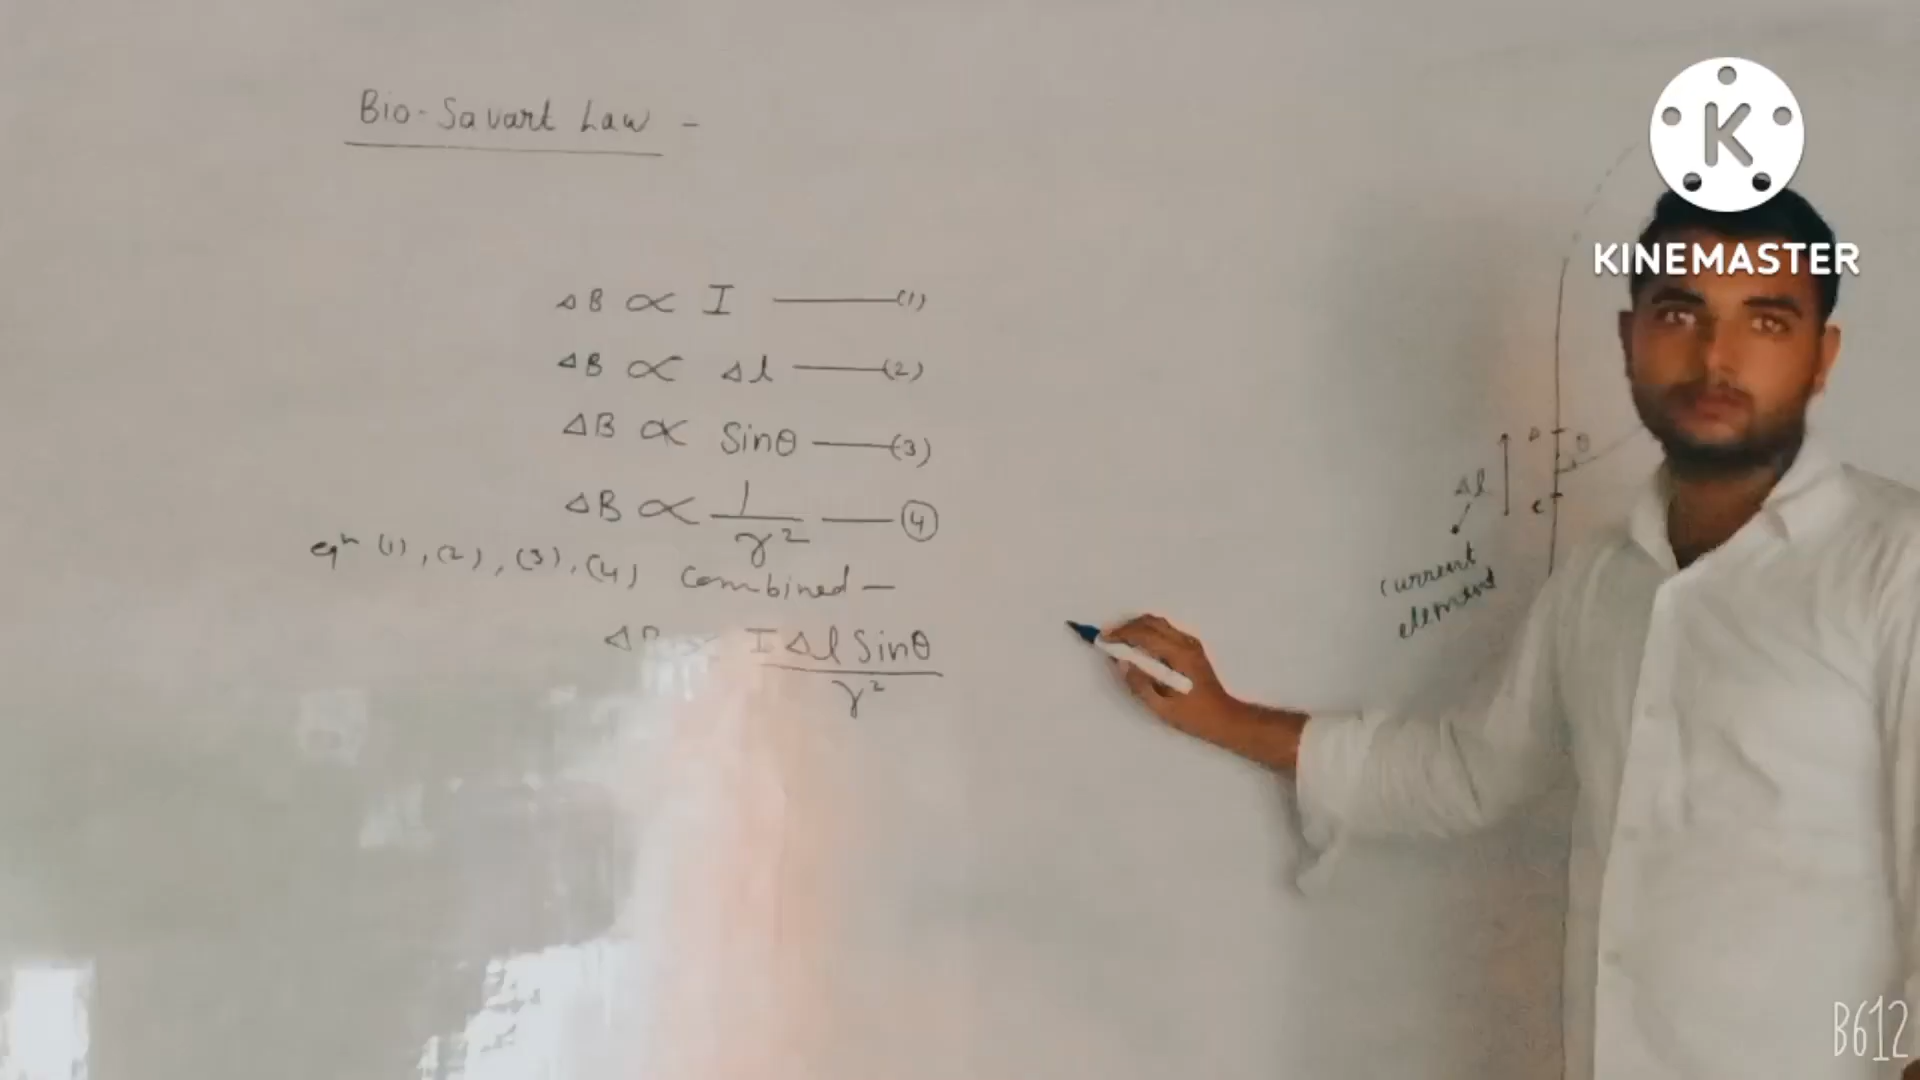 Bio-Savart Law -
ΔB ∝ I ——(1)
ΔB ∝ Δl ——(2)
ΔB ∝ Sinθ ——(3)
ΔB ∝ 1/r² ——(4)
eqⁿ (1), (2), (3), (4) Combined —
ΔB ∝ IΔl Sinθ/r²
KINEMASTER
D
θ
Δl
C
current
element
B612